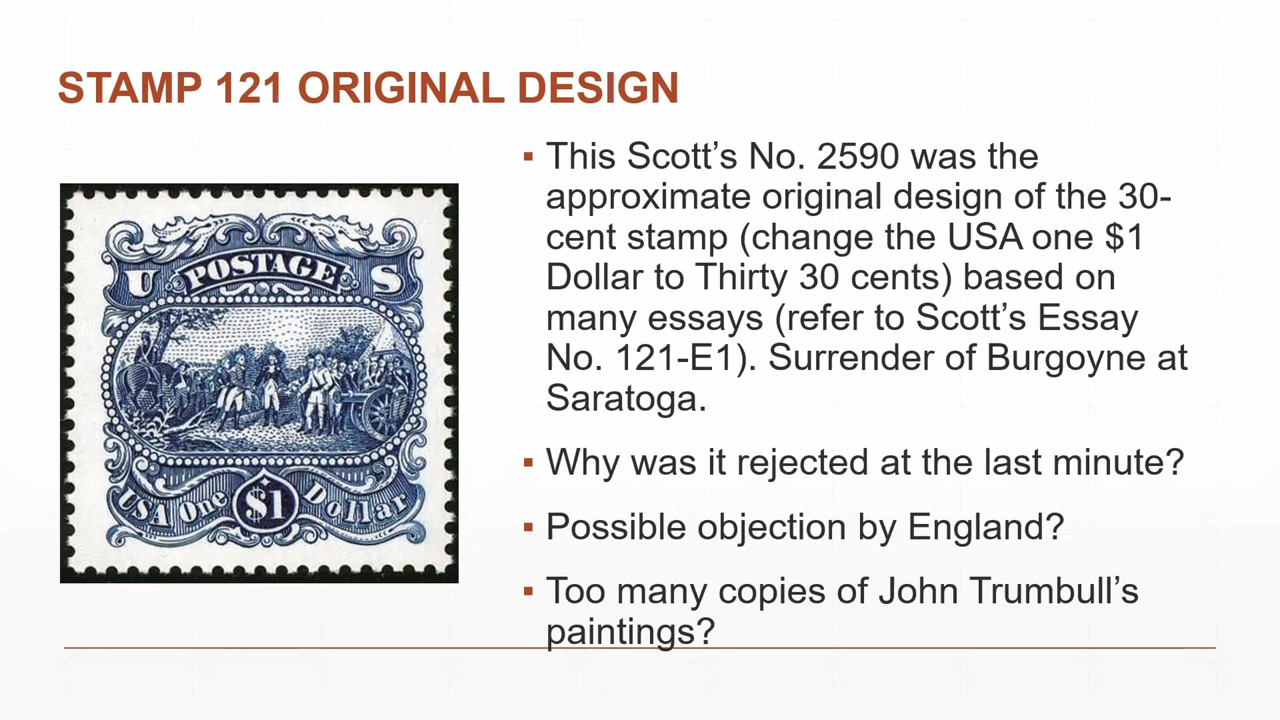 STAMP 121 ORIGINAL DESIGN
▪ This Scott’s No. 2590 was the
approximate original design of the 30-
cent stamp (change the USA one $1
Dollar to Thirty 30 cents) based on
many essays (refer to Scott’s Essay
No. 121-E1). Surrender of Burgoyne at
Saratoga.
▪ Why was it rejected at the last minute?
▪ Possible objection by England?
▪ Too many copies of John Trumbull’s
paintings?
U POSTAGE S
USA One $1 Dollar